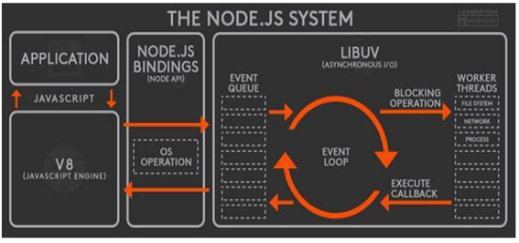 THE NODE.JS SYSTEM
APPLICATION
JAVASCRIPT
V8
(JAVASCRIPT ENGINE)
NODE.JS
BINDINGS
(NODE API)
OS
OPERATION
LIBUV
(ASYNCHRONOUS I/O)
EVENT
QUEUE
EVENT
LOOP
BLOCKING
OPERATION
EXECUTE
CALLBACK
WORKER
THREADS
FILE SYSTEM
NETWORK
PROCESS